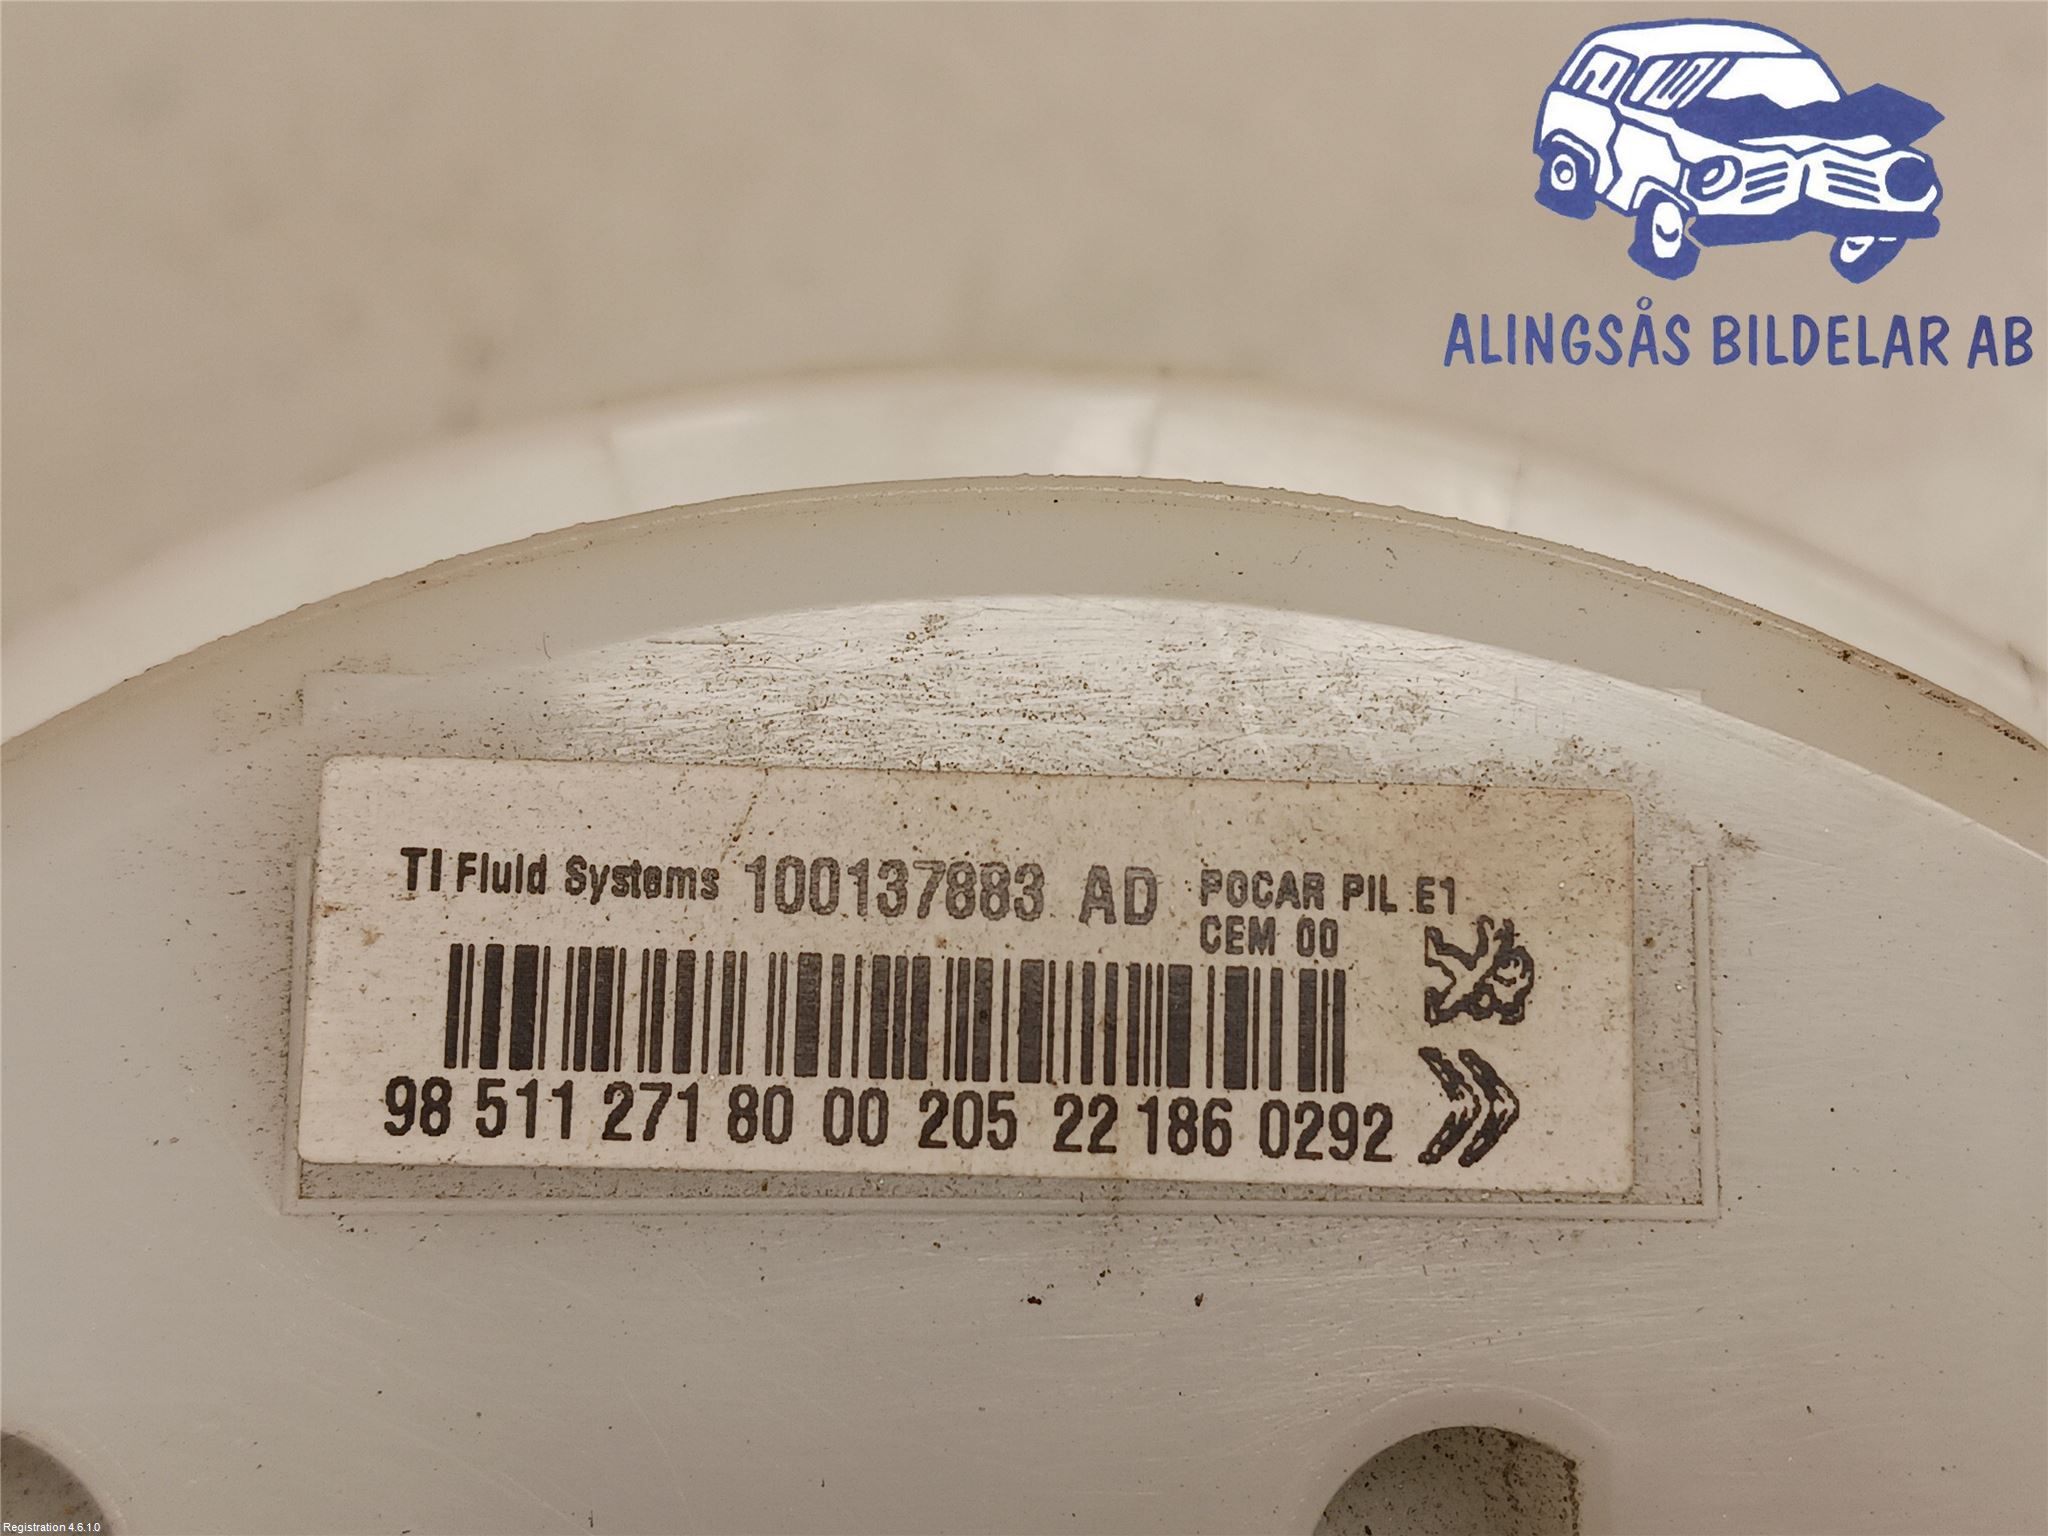 ALINGSÅS BILDELAR AB
TI Fluid Systems 100137883 AD PGCAR PIL E1
CEM 00
98 511 271 80 00 205 22 186 0292
Registration 4.6.1.0